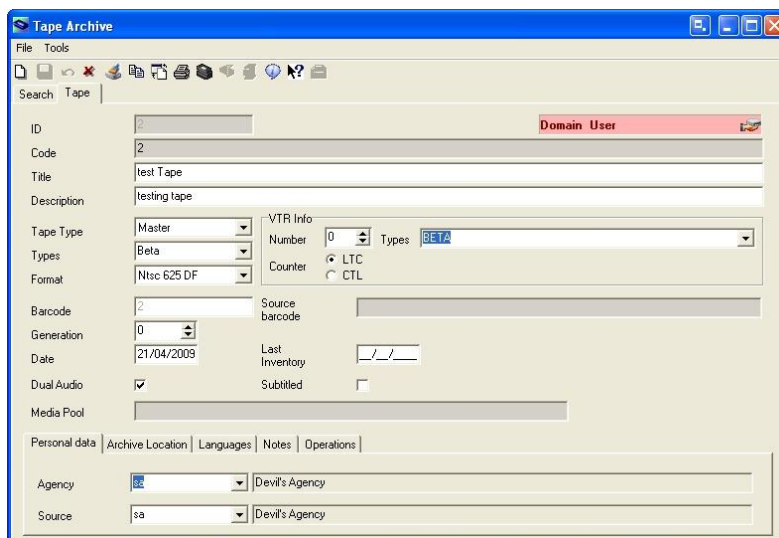 Tape Archive
File Tools
Search Tape
ID 2 Domain User
Code 2
Title test Tape
Description testing tape
Tape Type Master VTR Info
Number 0 Types BETA
Types Beta
Counter LTC
CTL
Format Ntsc 625 DF
Barcode 2 Source barcode
Generation 0
Date 21/04/2009 Last Inventory __/__/____
Dual Audio Subtitled
Media Pool
Personal data Archive Location Languages Notes Operations
Agency sa Devil's Agency
Source sa Devil's Agency